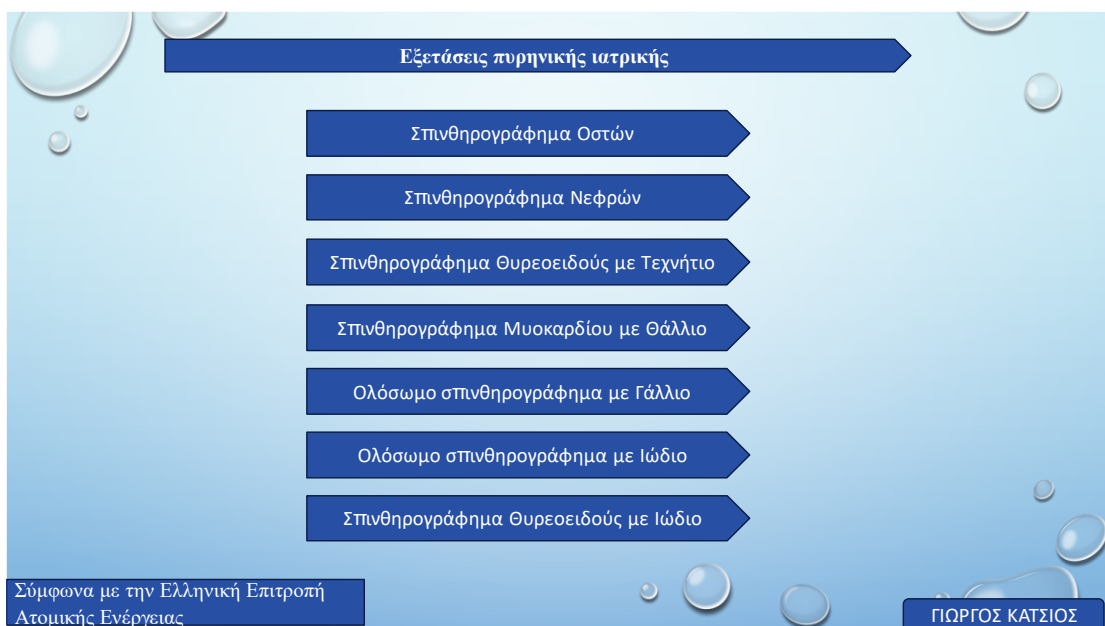 Εξετάσεις πυρηνικής ιατρικής
Σπινθηρογράφημα Οστών
Σπινθηρογράφημα Νεφρών
Σπινθηρογράφημα Θυρεοειδούς με Τεχνήτιο
Σπινθηρογράφημα Μυοκαρδίου με Θάλλιο
Ολόσωμο σπινθηρογράφημα με Γάλλιο
Ολόσωμο σπινθηρογράφημα με Ιώδιο
Σπινθηρογράφημα Θυρεοειδούς με Ιώδιο
Σύμφωνα με την Ελληνική Επιτροπή
Ατομικής Ενέργειας
ΓΙΩΡΓΟΣ ΚΑΤΣΙΟΣ